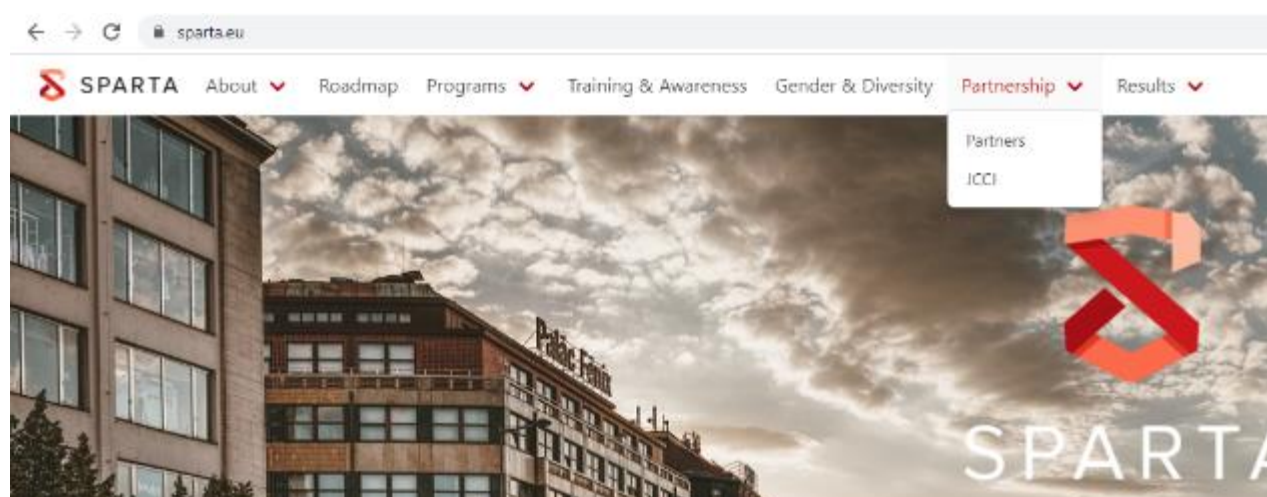 sparta.eu
SPARTA About Roadmap Programs Training & Awareness Gender & Diversity Partnership Results
Partners
JCCI
Palác Fénix
SPARTA